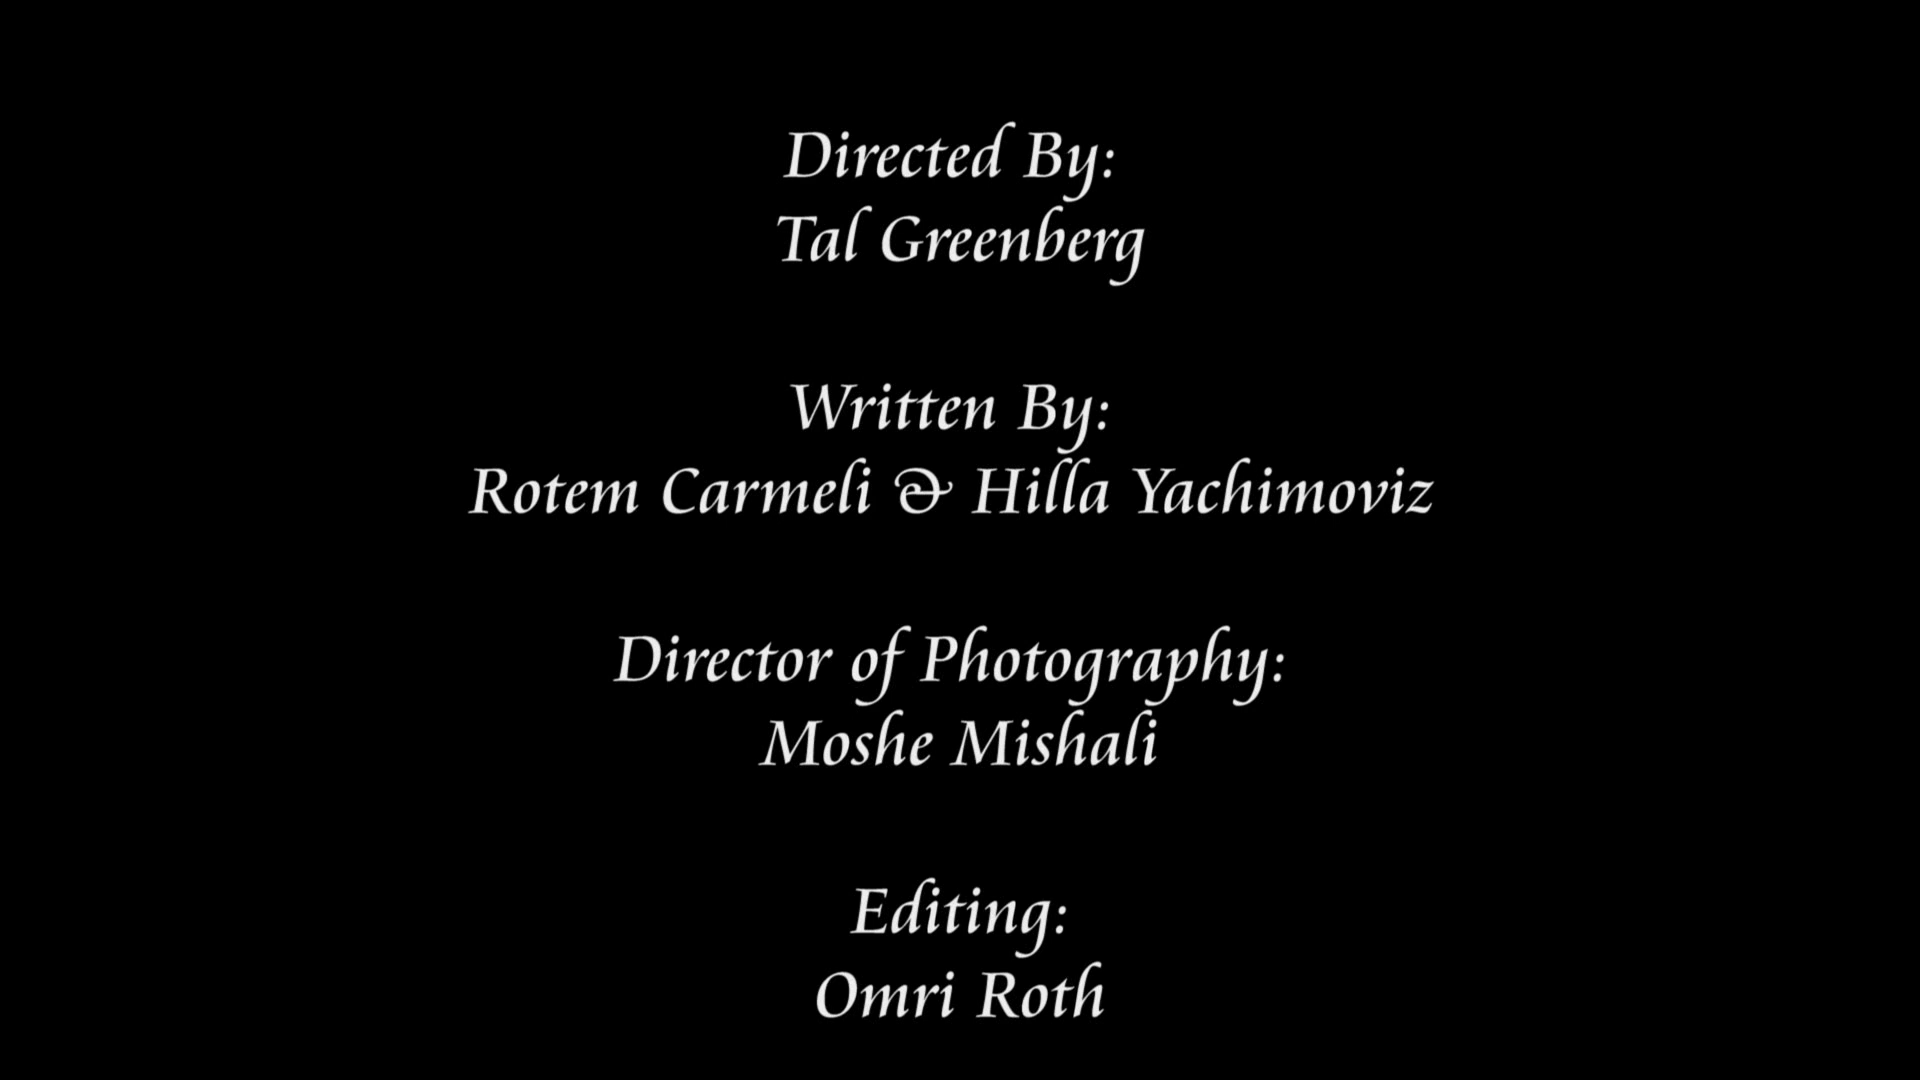 Directed By:
Tal Greenberg
Written By:
Rotem Carmeli & Hilla Yachimoviz
Director of Photography:
Moshe Mishali
Editing:
Omri Roth